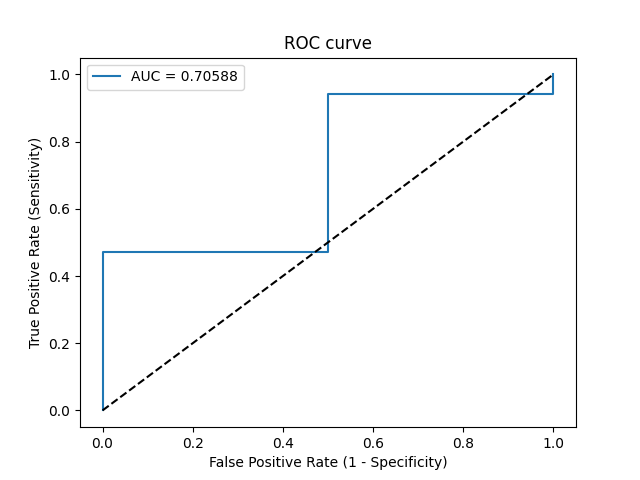 ROC curve
AUC = 0.70588
True Positive Rate (Sensitivity)
1.0
0.8
0.6
0.4
0.2
0.0
0.0 0.2 0.4 0.6 0.8 1.0
False Positive Rate (1 - Specificity)